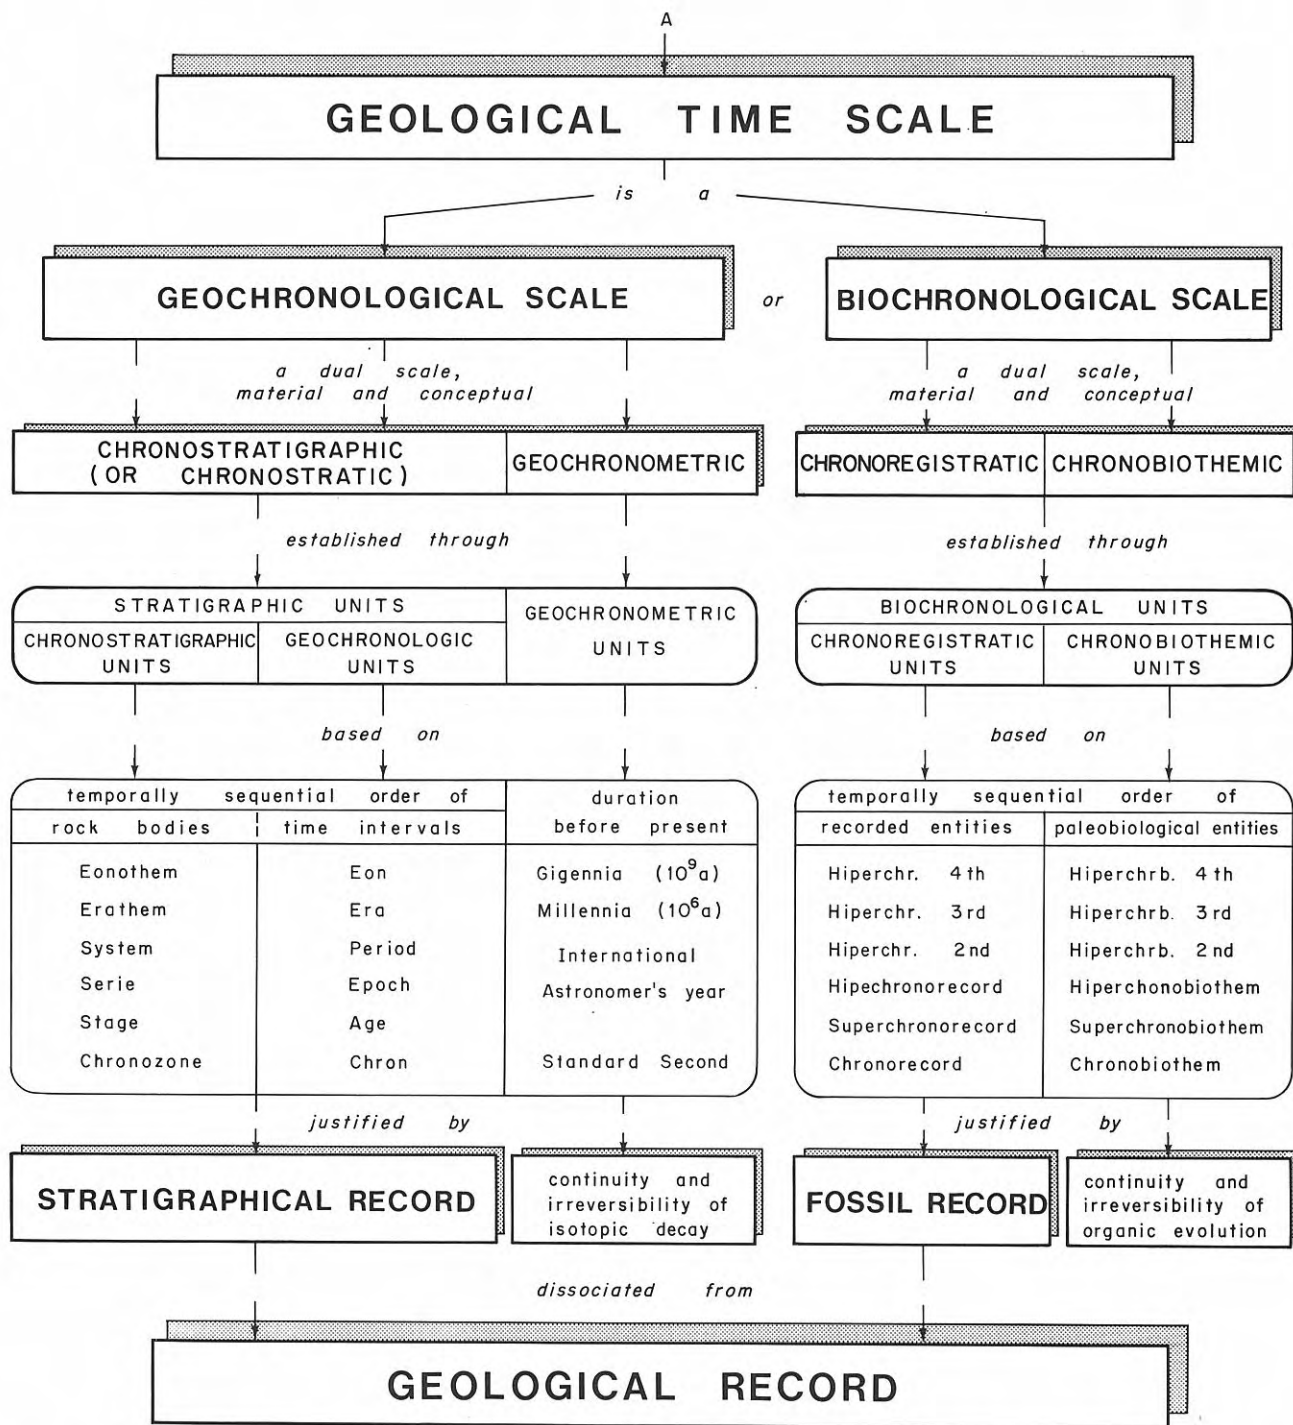 A
GEOLOGICAL TIME SCALE
is a
GEOCHRONOLOGICAL SCALE
or
BIOCHRONOLOGICAL SCALE
a dual scale,
material and conceptual
a dual scale,
material and conceptual
CHRONOSTRATIGRAPHIC
(OR CHRONOSTRATIC)
GEOCHRONOMETRIC
CHRONOREGISTRATIC
CHRONOBIOTHEMIC
established through
established through
STRATIGRAPHIC UNITS
CHRONOSTRATIGRAPHIC
UNITS
GEOCHRONOLOGIC
UNITS
GEOCHRONOMETRIC
UNITS
BIOCHRONOLOGICAL UNITS
CHRONOREGISTRATIC
UNITS
CHRONOBIOTHEMIC
UNITS
based on
based on
temporally sequential order of
rock bodies
time intervals
Eonothem
Erathem
System
Serie
Stage
Chronozone
Eon
Era
Period
Epoch
Age
Chron
duration
before present
Gigennia (10⁹a)
Millennia (10⁶a)
International
Astronomer's year
Standard Second
temporally sequential order of
recorded entities
paleobiological entities
Hiperchr. 4th
Hiperchr. 3rd
Hiperchr. 2nd
Hipechronorecord
Superchronorecord
Chronorecord
Hiperchrb. 4th
Hiperchrb. 3rd
Hiperchrb. 2nd
Hiperchonobiothem
Superchronobiothem
Chronobiothem
justified by
justified by
STRATIGRAPHICAL RECORD
continuity and
irreversibility of
isotopic decay
FOSSIL RECORD
continuity and
irreversibility of
organic evolution
dissociated from
GEOLOGICAL RECORD